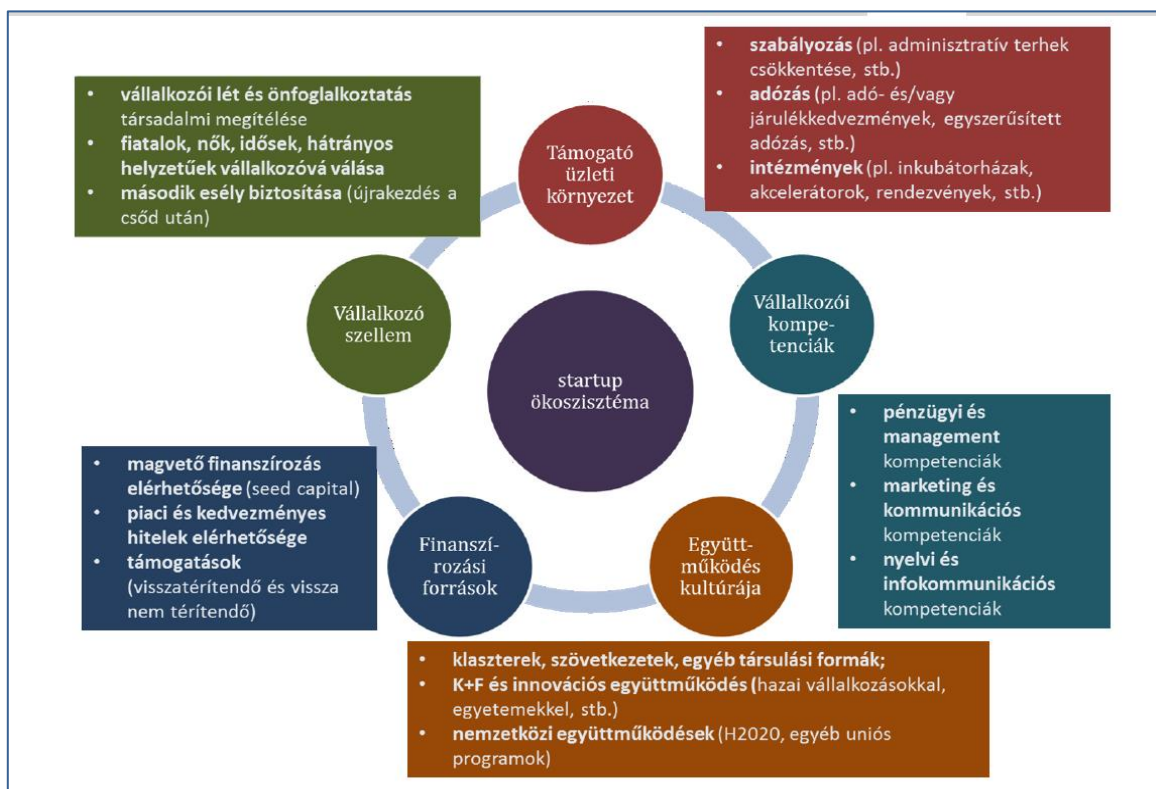 • vállalkozói lét és önfoglalkoztatás
társadalmi megítélése
• fiatalok, nők, idősek, hátrányos
helyzetűek vállalkozóvá válása
• második esély biztosítása (újrakezdés a
csőd után)
Támogató
üzleti
környezet
• szabályozás (pl. adminisztratív terhek
csökkentése, stb.)
• adózás (pl. adó- és/vagy
járulékkedvezmények, egyszerűsített
adózás, stb.)
• intézmények (pl. inkubátorházak,
akcelerátorok, rendezvények, stb.)
Vállalkozó
szellem
startup
ökoszisztéma
Vállalkozói
kompe-
tenciák
• magvető finanszírozás
elérhetősége (seed capital)
• piaci és kedvezményes
hitelek elérhetősége
• támogatások
(visszatérítendő és vissza
nem térítendő)
Finanszí-
rozási
források
Együtt-
működés
kultúrája
• pénzügyi és
management
kompetenciák
• marketing és
kommunikációs
kompetenciák
• nyelvi és
infokommunikációs
kompetenciák
• klaszterek, szövetkezetek, egyéb társulási formák;
• K+F és innovációs együttműködés (hazai vállalkozásokkal,
egyetemekkel, stb.)
• nemzetközi együttműködések (H2020, egyéb uniós
programok)